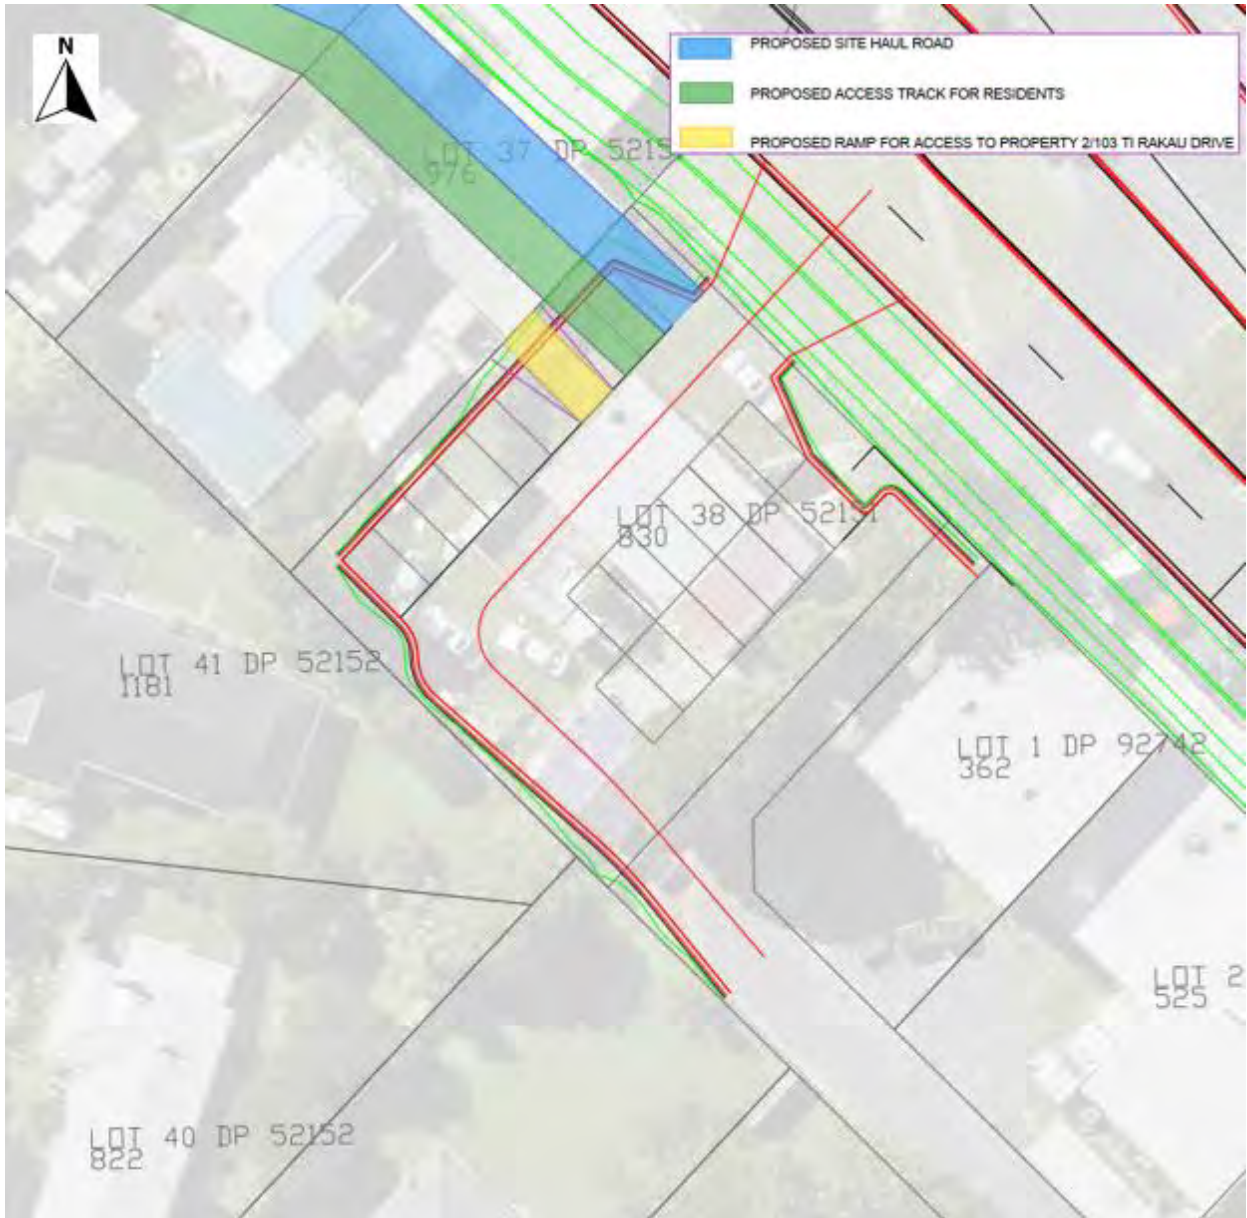 N
PROPOSED SITE HAUL ROAD
PROPOSED ACCESS TRACK FOR RESIDENTS
PROPOSED RAMP FOR ACCESS TO PROPERTY 2/103 TI RAKAU DRIVE
LOT 37 DP 5215
976
LOT 38 DP 52151
830
LOT 41 DP 52152
1181
LOT 1 DP 92742
362
LOT 2
525
LOT 40 DP 52152
822